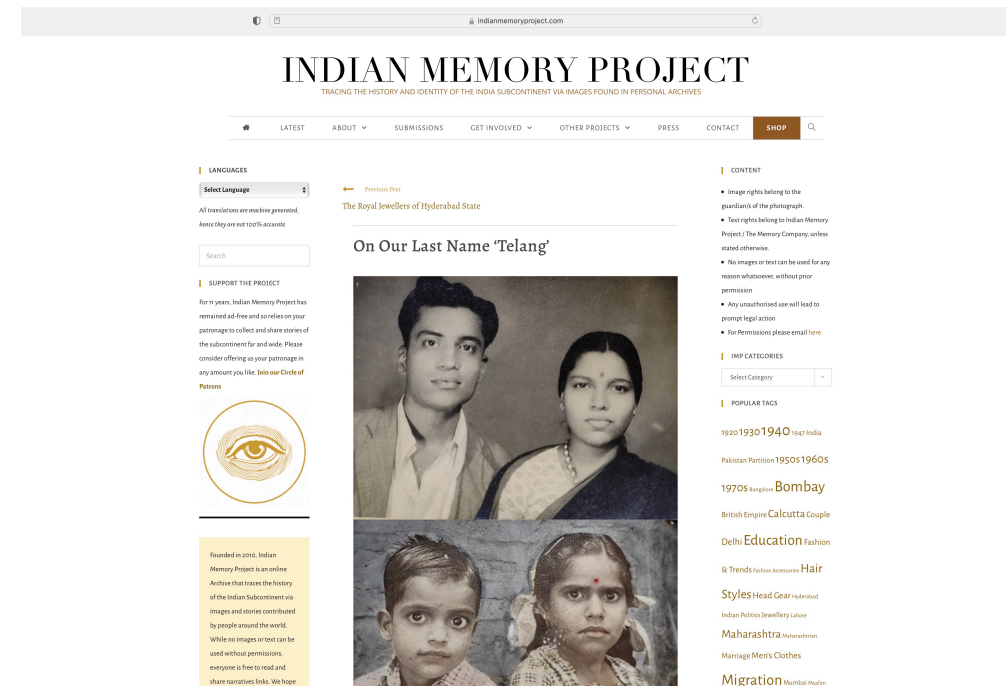 indianmemoryproject.com
INDIAN MEMORY PROJECT
TRACING THE HISTORY AND IDENTITY OF THE INDIA SUBCONTINENT VIA IMAGES FOUND IN PERSONAL ARCHIVES
LATEST ABOUT SUBMISSIONS GET INVOLVED OTHER PROJECTS PRESS CONTACT SHOP
LANGUAGES
Select Language
All translations are machine generated,
hence they are not 100% accurate.
Search
SUPPORT THE PROJECT
For 11 years, Indian Memory Project has
remained ad-free and so relies on your
patronage to collect and share stories of
the subcontinent far and wide. Please
consider offering us your patronage in
any amount you like. Join our Circle of
Patrons
Founded in 2010, Indian
Memory Project is an online
Archive that traces the history
of the Indian Subcontinent via
images and stories contributed
by people around the world.
While no images or text can be
used without permissions,
everyone is free to read and
share narratives links. We hope
Previous Post
The Royal Jewellers of Hyderabad State
On Our Last Name ‘Telang’
CONTENT
• Image rights belong to the
guardian/s of the photograph.
• Text rights belong to Indian Memory
Project / The Memory Company, unless
stated otherwise.
• No images or text can be used for any
reason whatsoever, without prior
permission
• Any unauthorised use will lead to
prompt legal action
• For Permissions please email here
IMP CATEGORIES
Select Category
POPULAR TAGS
1920 1930 1940 1947 India
Pakistan Partition 1950s 1960s
1970s Bangalore Bombay
British Empire Calcutta Couple
Delhi Education Fashion
& Trends Fashion Accessories Hair
Styles Head Gear Hyderabad
Indian Politics Jewellery Lahore
Maharashtra Maharashtrian
Marriage Men's Clothes
Migration Mumbai Muslim